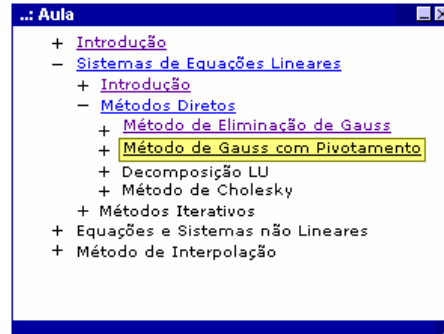 ..: Aula
+ Introdução
– Sistemas de Equações Lineares
+ Introdução
– Métodos Diretos
+ Método de Eliminação de Gauss
+ Método de Gauss com Pivotamento
+ Decomposição LU
+ Método de Cholesky
+ Métodos Iterativos
+ Equações e Sistemas não Lineares
+ Método de Interpolação